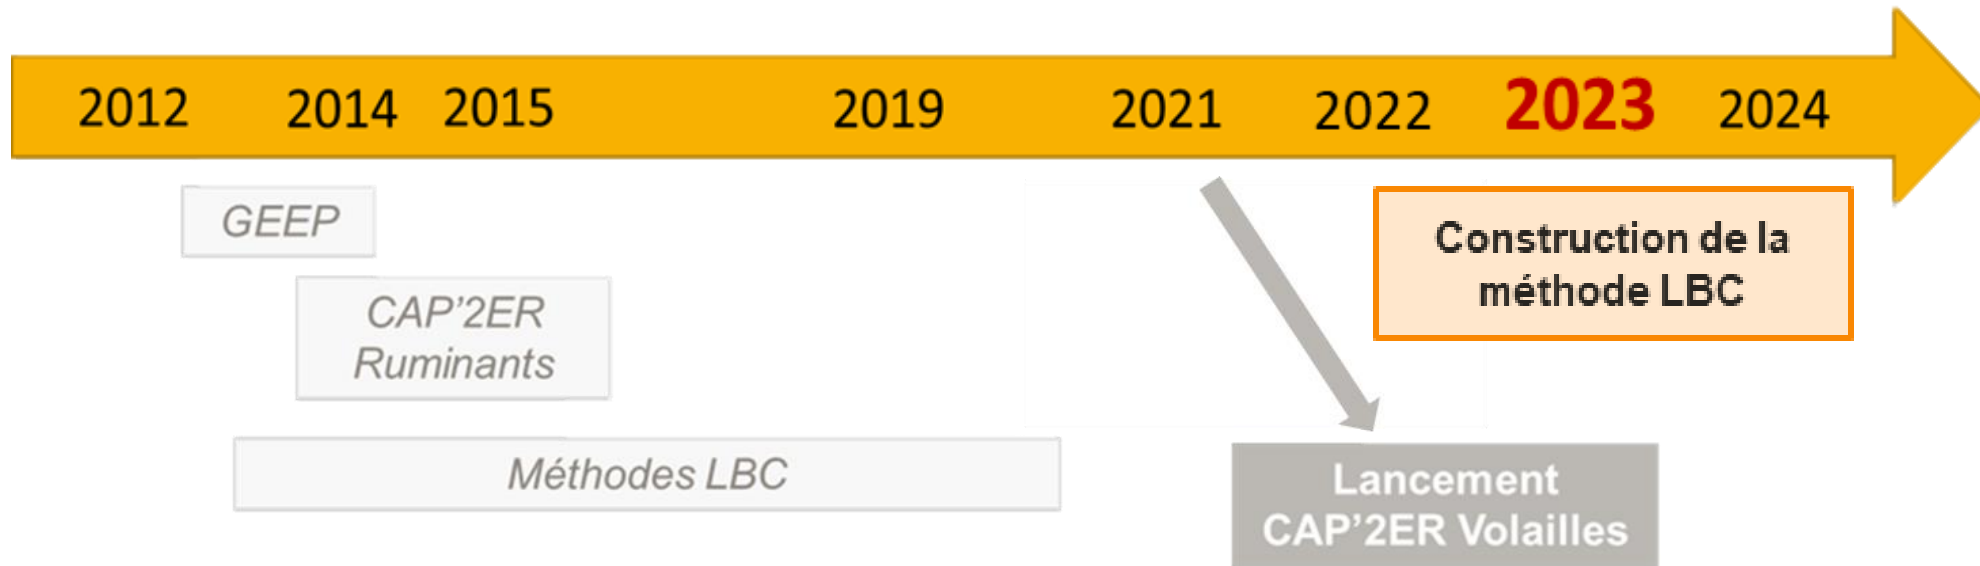 2012 2014 2015 2019 2021 2022 2023 2024
GEEP
CAP’2ER
Ruminants
Méthodes LBC
Construction de la
méthode LBC
Lancement
CAP’2ER Volailles